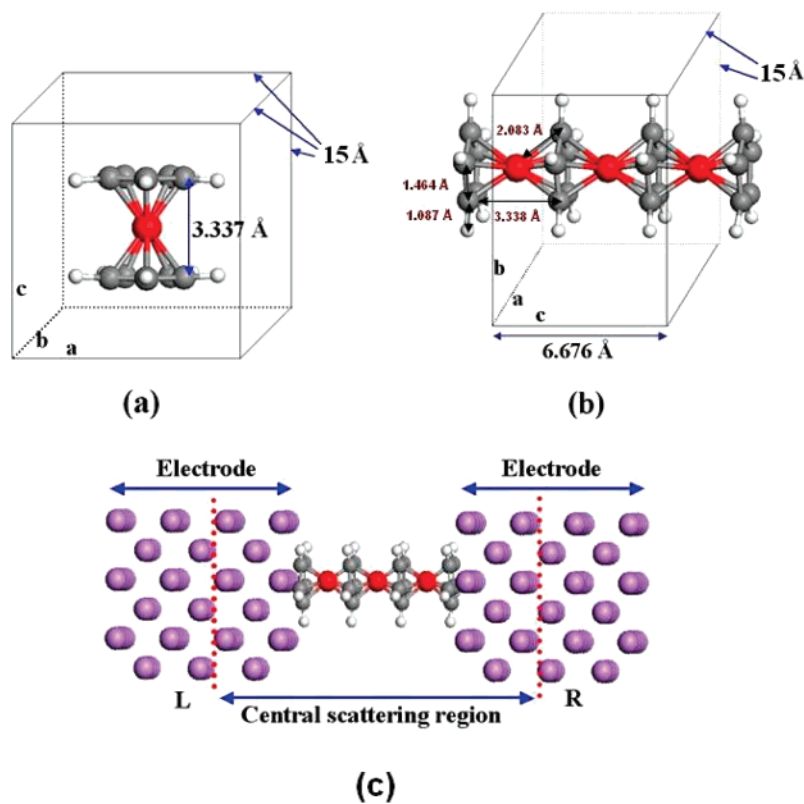 15 Å
3.337 Å
c
b
a
(a)
15 Å
2.083 Å
1.464 Å
1.087 Å
3.338 Å
b
a
c
6.676 Å
(b)
Electrode
Electrode
L
R
Central scattering region
(c)